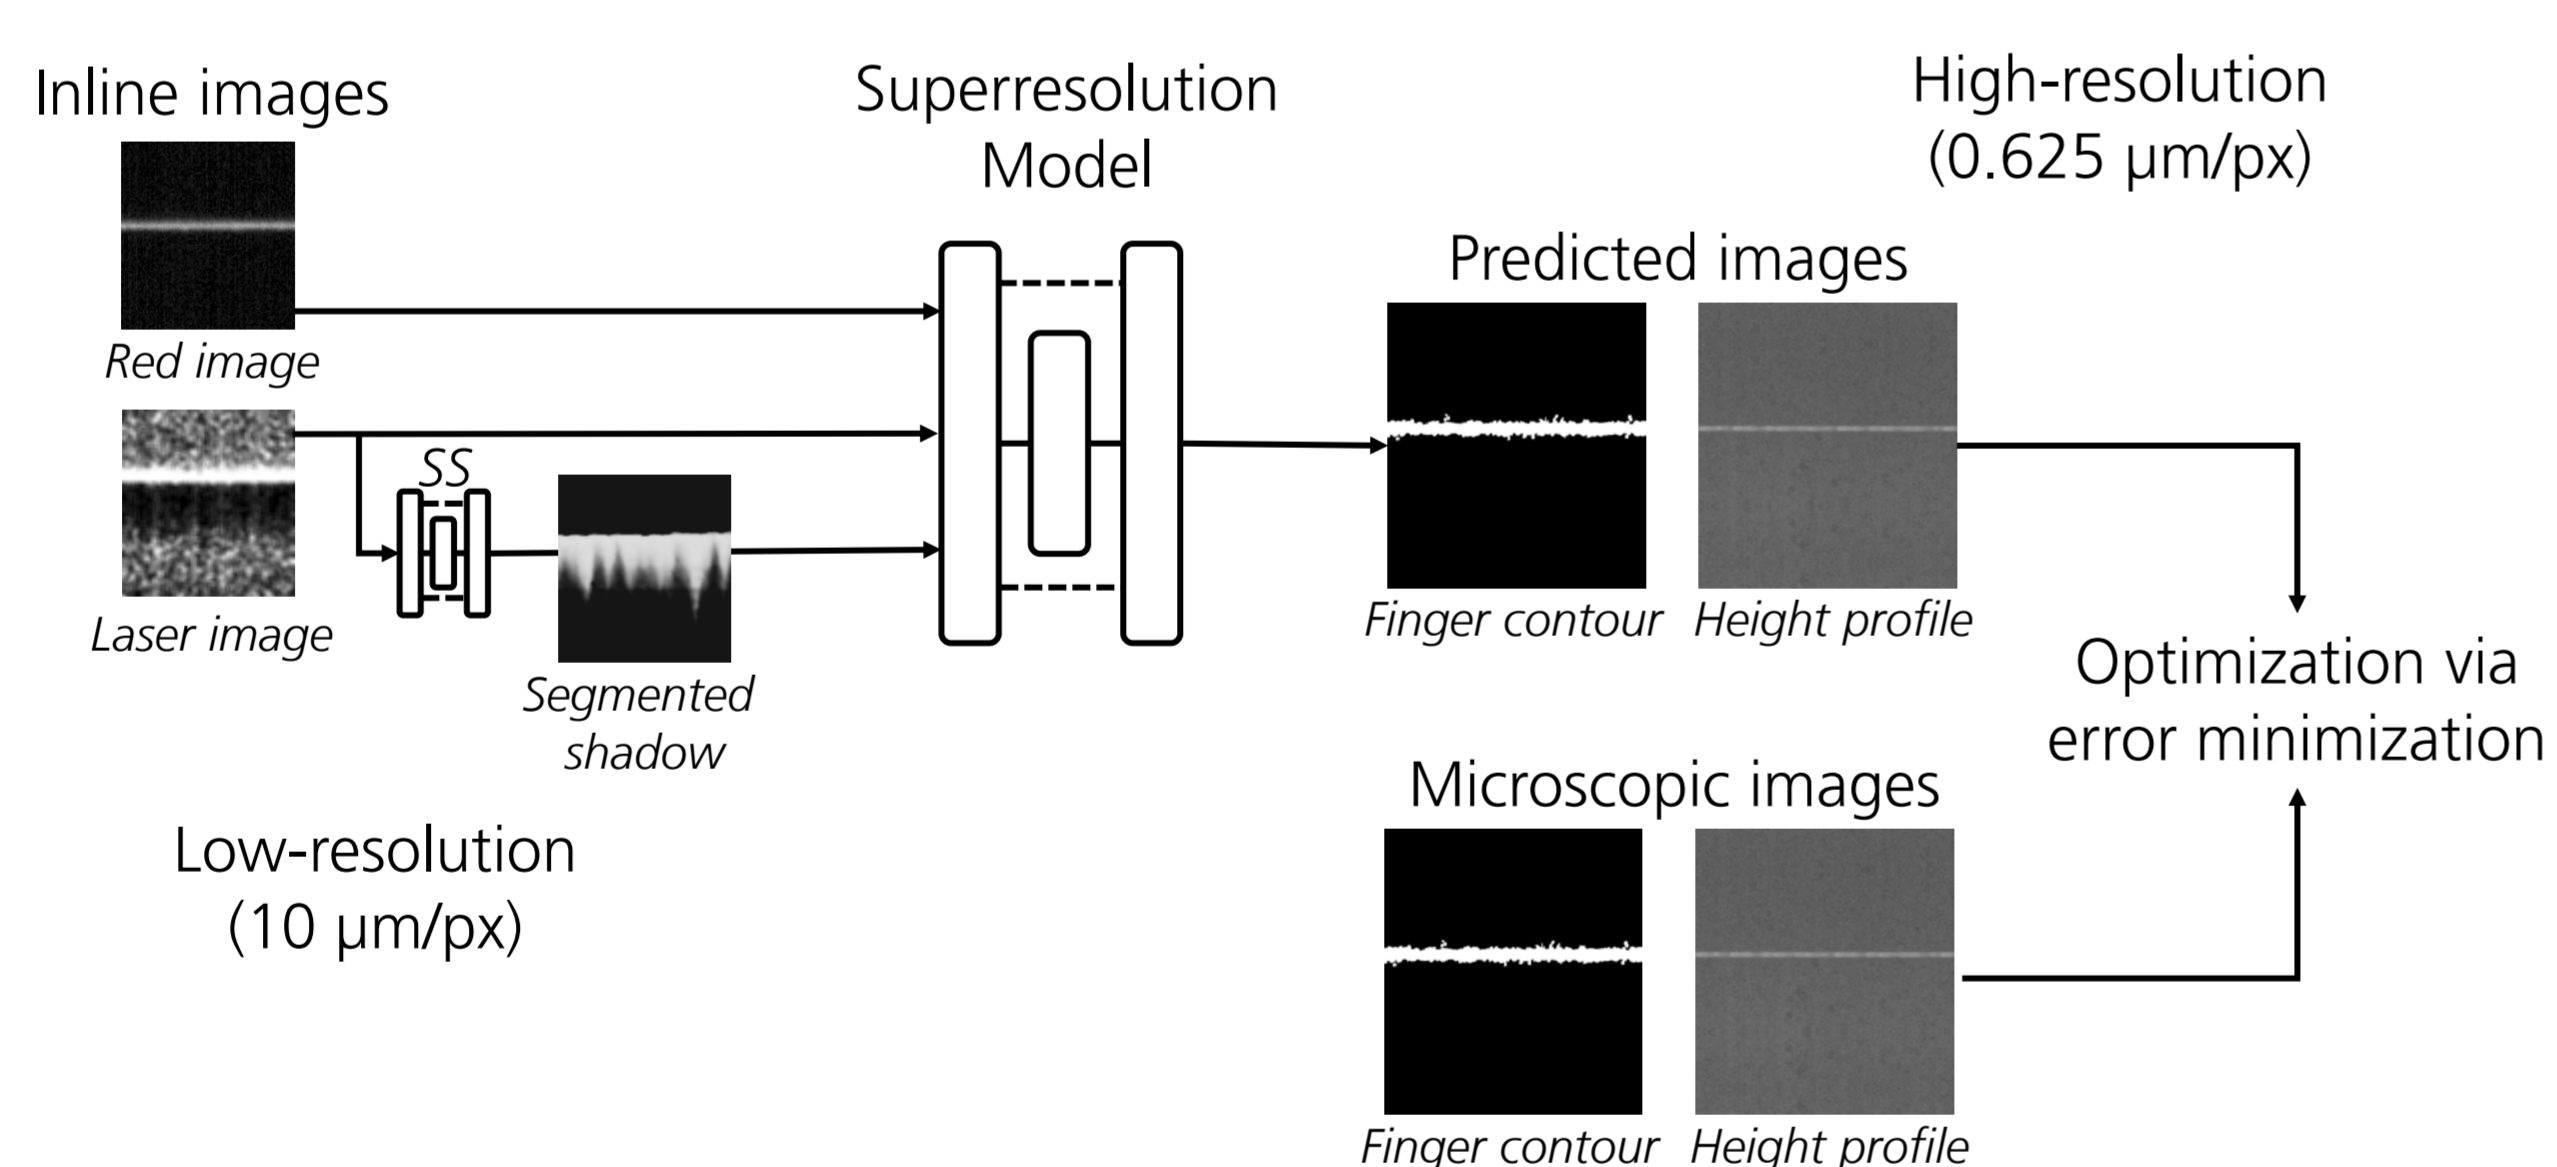 Inline images
Red image
Laser image
SS
Segmented
shadow
Low-resolution
(10 µm/px)
Superresolution
Model
High-resolution
(0.625 µm/px)
Predicted images
Finger contour
Height profile
Optimization via
error minimization
Microscopic images
Finger contour
Height profile